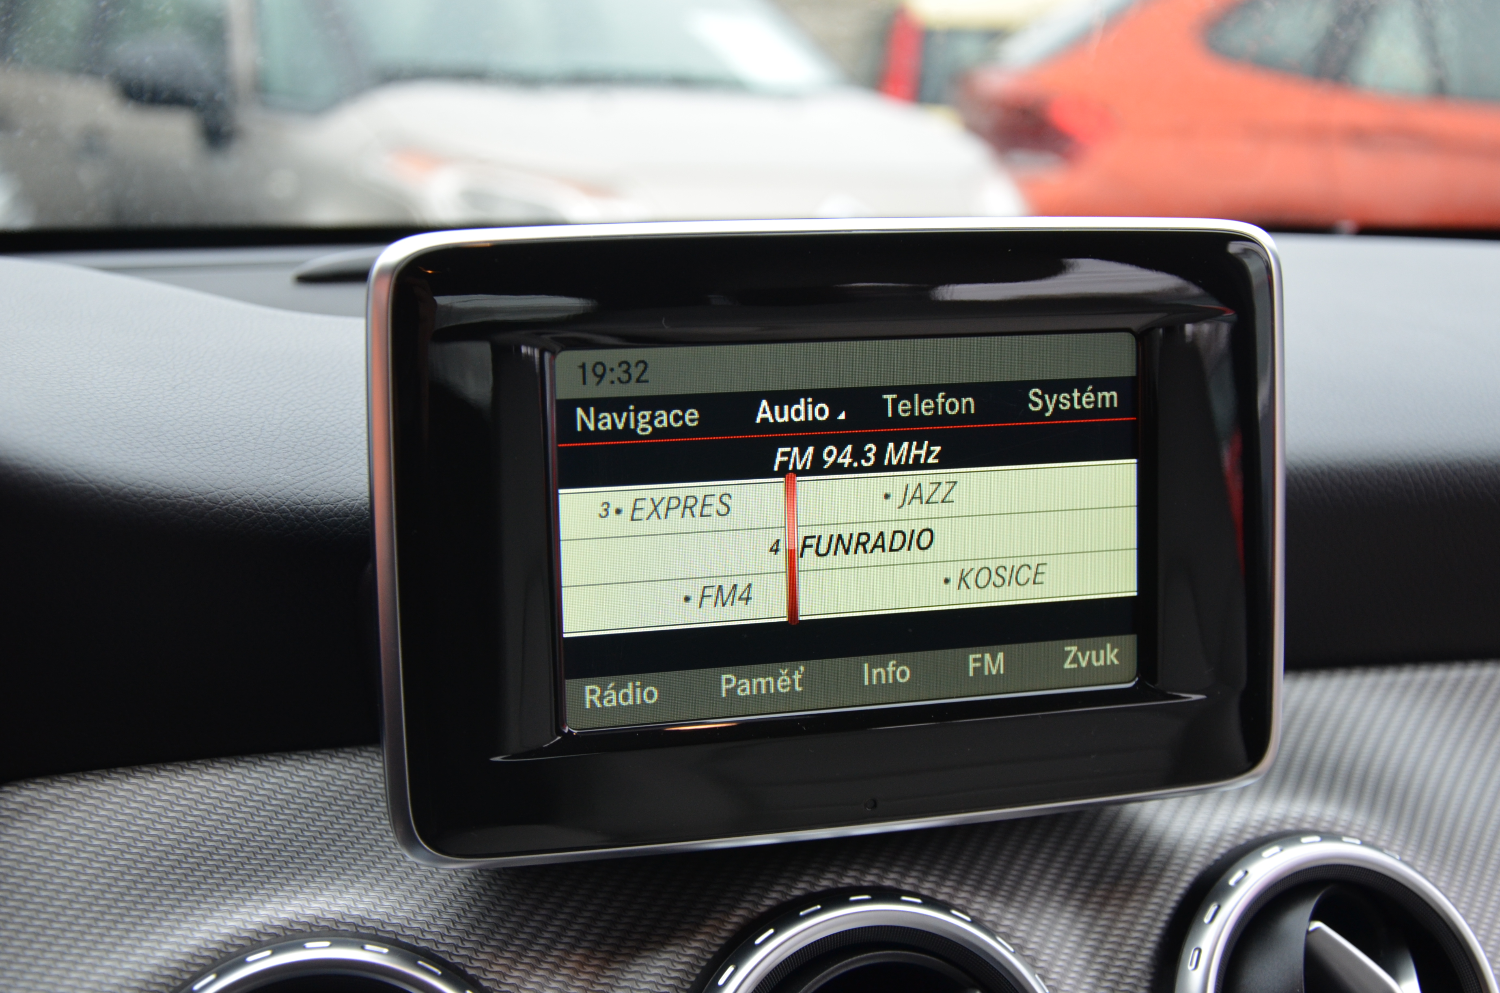 19:32
Navigace Audio Telefon Systém
FM 94.3 MHz
3 • EXPRES • JAZZ
4 FUNRADIO
• FM4 • KOSICE
Rádio Paměť Info FM Zvuk